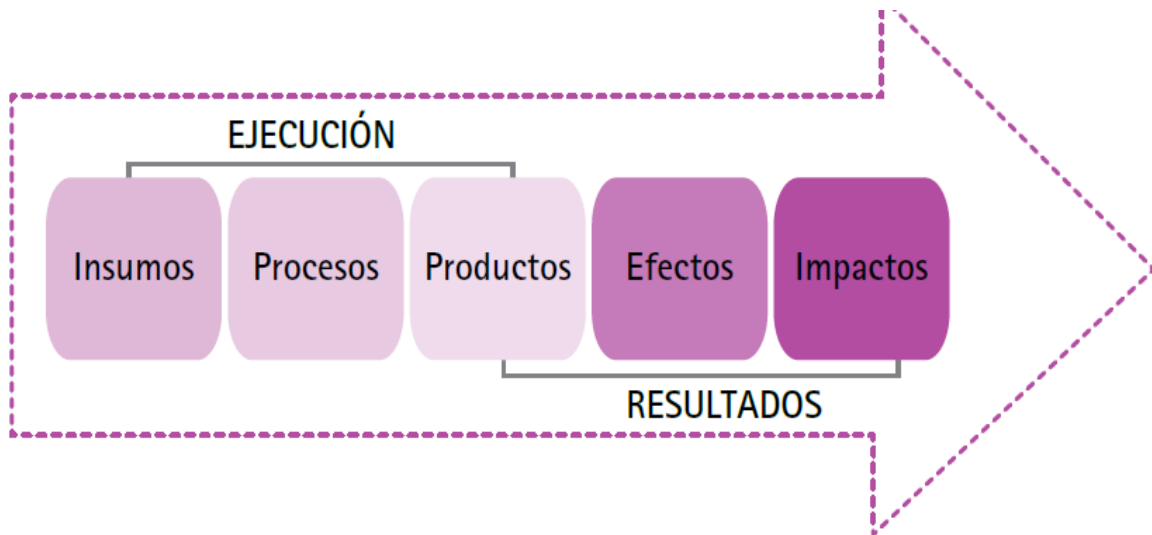 EJECUCIÓN
Insumos Procesos Productos Efectos Impactos
RESULTADOS